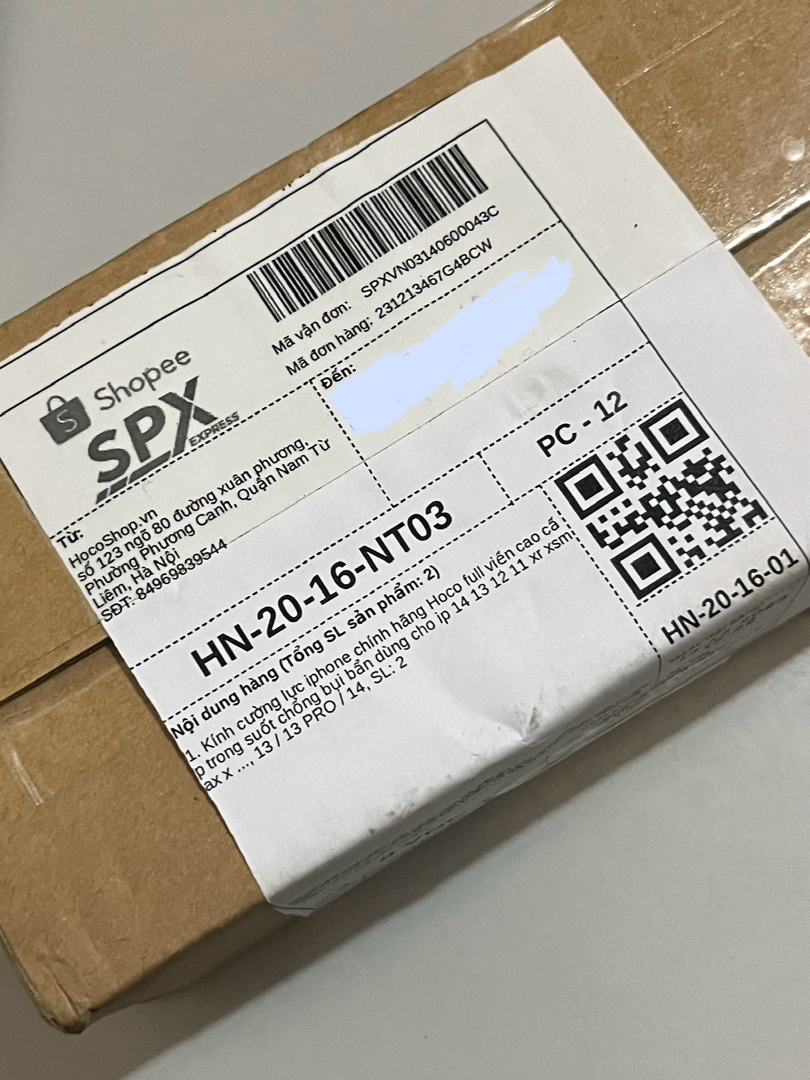 Mã vận đơn: SPXVN03140600043C
Mã đơn hàng: 231213467G4BCW
Shopee
SPX
EXPRESS
Từ:
HocoShop.vn
số 123 ngõ 80 đường xuân phương,
Phường Phương Canh, Quận Nam Từ
Liêm, Hà Nội
SĐT: 84969839544
Đến:
HN-20-16-NT03
PC - 12
Nội dung hàng (Tổng SL sản phẩm: 2)
1. Kính cường lực iphone chính hãng Hoco full viền cao cấ
p trong suốt chống bụi bẩn dùng cho ip 14 13 12 11 xr xsm
ax x ..., 13 / 13 PRO / 14, SL: 2
HN-20-16-01